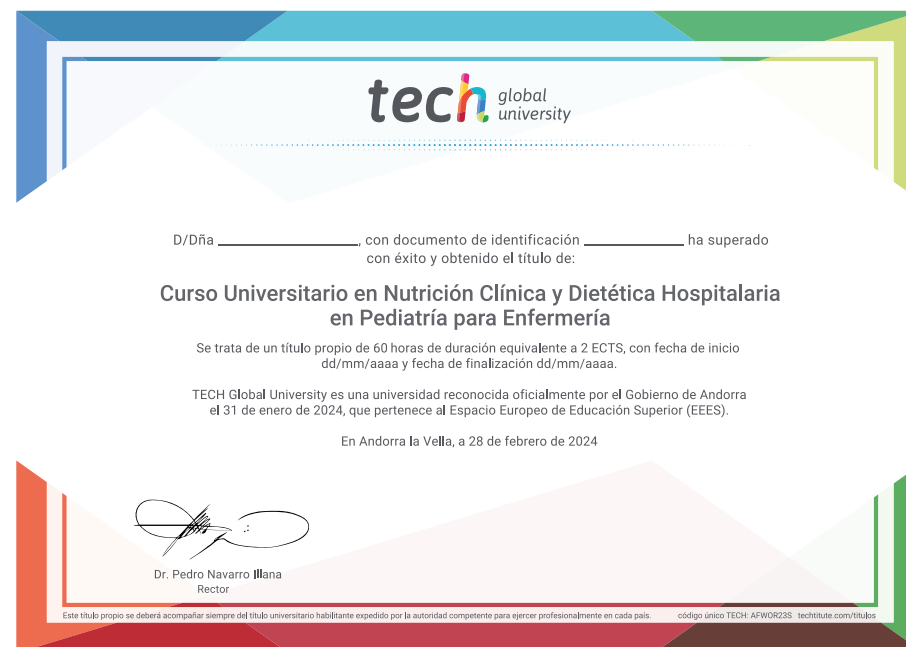 tech global
university
D/Dña ____________________, con documento de identificación ______________ ha superado
con éxito y obtenido el título de:
Curso Universitario en Nutrición Clínica y Dietética Hospitalaria
en Pediatría para Enfermería
Se trata de un título propio de 60 horas de duración equivalente a 2 ECTS, con fecha de inicio
dd/mm/aaaa y fecha de finalización dd/mm/aaaa.
TECH Global University es una universidad reconocida oficialmente por el Gobierno de Andorra
el 31 de enero de 2024, que pertenece al Espacio Europeo de Educación Superior (EEES).
En Andorra la Vella, a 28 de febrero de 2024
Dr. Pedro Navarro Illana
Rector
Este título propio se deberá acompañar siempre del título universitario habilitante expedido por la autoridad competente para ejercer profesionalmente en cada país. código único TECH: AFWOR23S techtitute.com/titulos